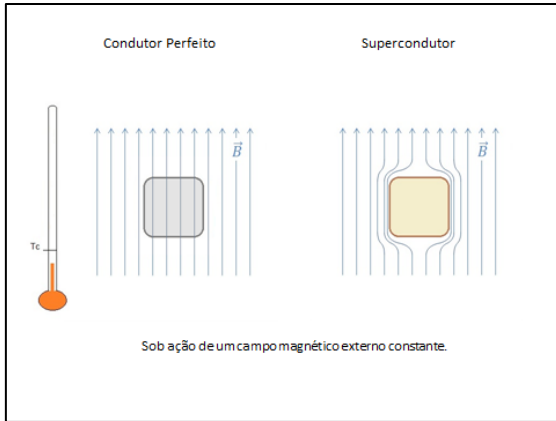 Condutor Perfeito
Supercondutor
B
B
Tc
Sob ação de um campo magnético externo constante.